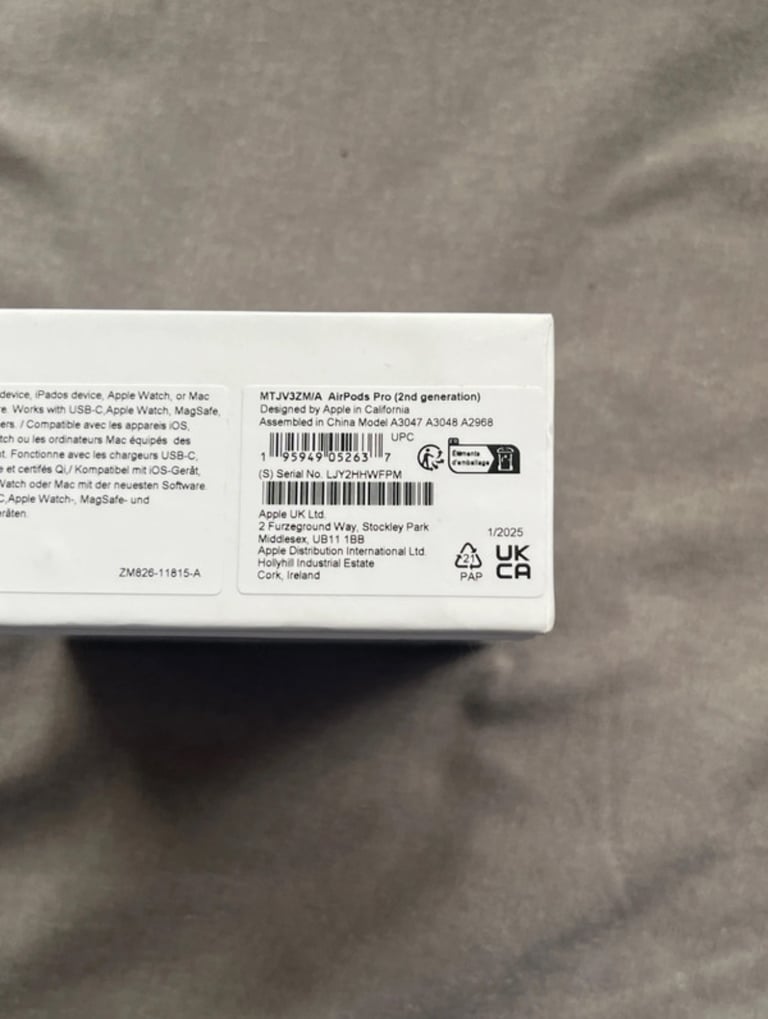 device, iPados device, Apple Watch, or Mac
re. Works with USB-C,Apple Watch, MagSafe,
ers. / Compatible avec les appareis iOS,
tch ou les ordinateurs Mac équipés des
nt. Fonctionne avec les chargeurs USB-C,
e et certifés Qi,/ Kompatibel mit iOS-Gerât,
Watch oder Mac mit der neuesten Software.
C,Apple Watch-, MagSafe- und
eräten.
ZM826-11815-A
MTJV3ZM/A AirPods Pro (2nd generation)
Designed by Apple in California
Assembled in China Model A3047 A3048 A2968
UPC
1 95949 05263 7
Éléments
d'emballage
(S) Serial No. LJY2HHWFPM
Apple UK Ltd.
2 Furzeground Way, Stockley Park
Middlesex, UB11 1BB
Apple Distribution International Ltd.
Hollyhill Industrial Estate
Cork, Ireland
1/2025
21
PAP
UK
CA